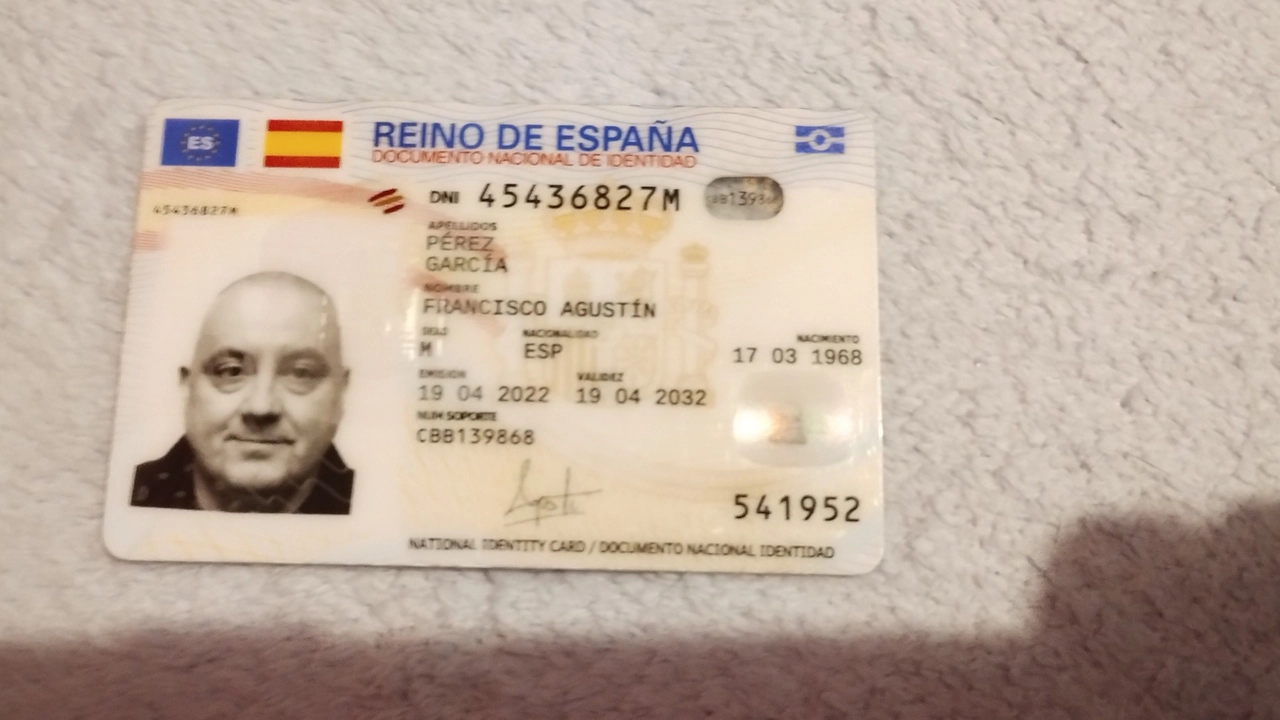 ES
REINO DE ESPAÑA
DOCUMENTO NACIONAL DE IDENTIDAD
DNI 45436827M
45436827M
APELLIDOS
PÉREZ
GARCÍA
NOMBRE
FRANCISCO AGUSTÍN
SEXO NACIONALIDAD NACIMIENTO
M ESP 17 03 1968
EMISIÓN VALIDEZ
19 04 2022 19 04 2032
NUM SOPORTE
CBB139868
541952
NATIONAL IDENTITY CARD / DOCUMENTO NACIONAL IDENTIDAD